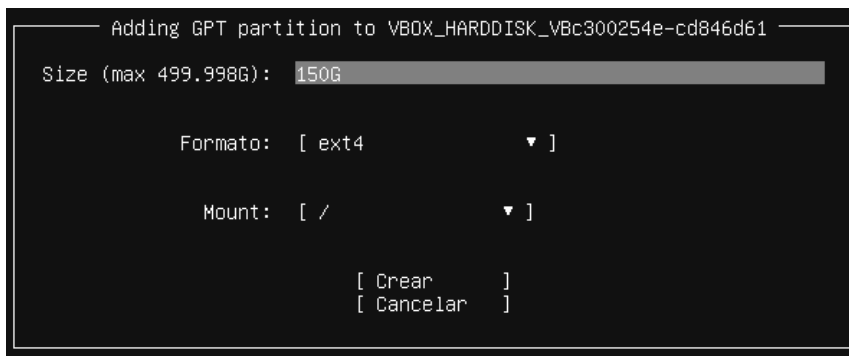 Adding GPT partition to VBOX_HARDDISK_VBc300254e-cd846d61
Size (max 499.998G): 150G
Formato: [ ext4 ▾ ]
Mount: [ / ▾ ]
[ Crear ]
[ Cancelar ]